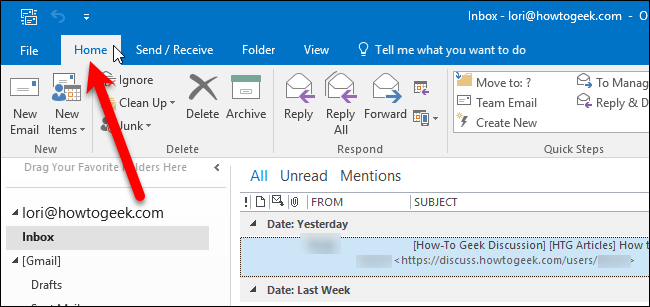 Inbox - lori@howtogeek.com - O
File Home Send / Receive Folder View Tell me what you want to do
New Email
New Items
Ignore
Clean Up
Junk
Delete
Archive
Reply
Reply All
Forward
Move to: ?
Team Email
Create New
To Manag
Reply & D
New Delete Respond Quick Steps
Drag Your Favorite Folders Here
lori@howtogeek.com
Inbox
[Gmail]
Drafts
All Unread Mentions
! FROM SUBJECT
Date: Yesterday
[How-To Geek Discussion] [HTG Articles] How t
<https://discuss.howtogeek.com/users/ >
Date: Last Week